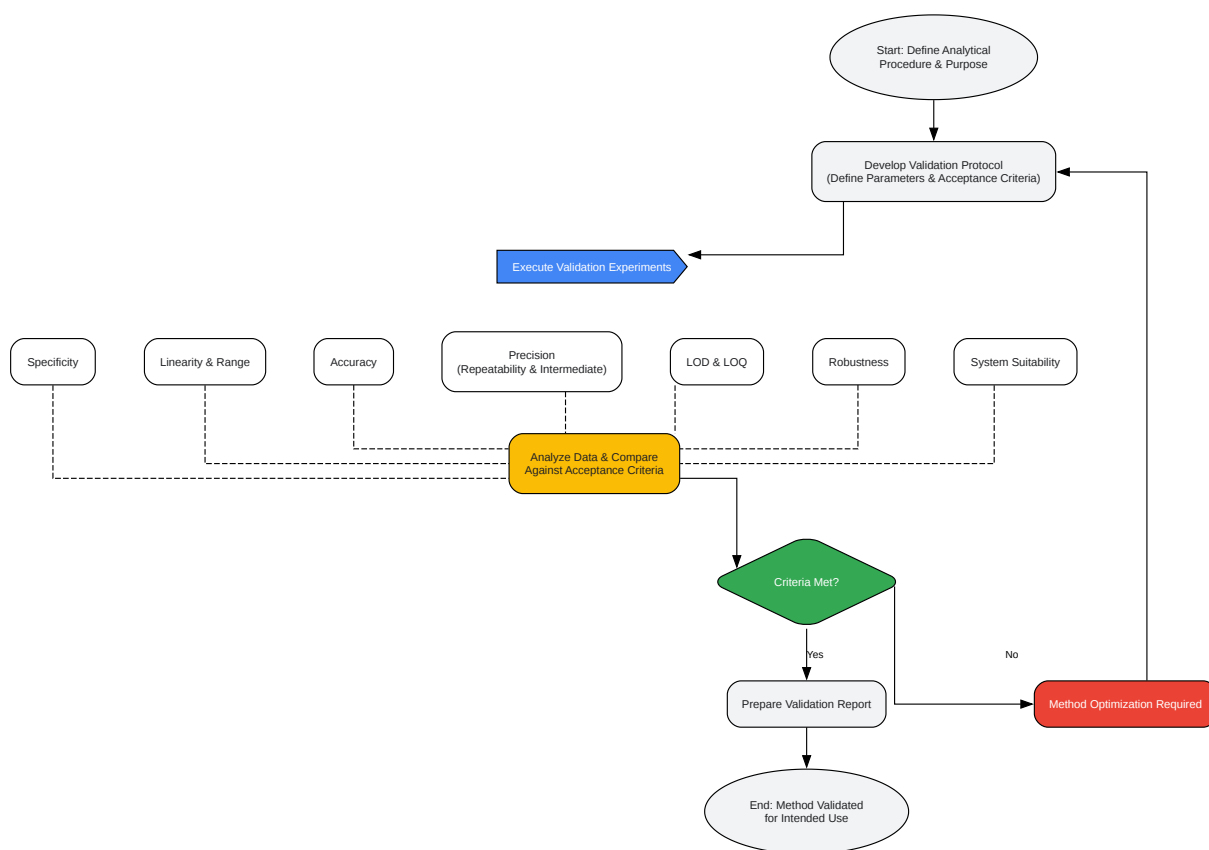 Start: Define Analytical
Procedure & Purpose
Develop Validation Protocol
(Define Parameters & Acceptance Criteria)
Execute Validation Experiments
Specificity
Linearity & Range
Accuracy
Precision
(Repeatability & Intermediate)
LOD & LOQ
Robustness
System Suitability
Analyze Data & Compare
Against Acceptance Criteria
Criteria Met?
Yes
No
Prepare Validation Report
Method Optimization Required
End: Method Validated
for Intended Use